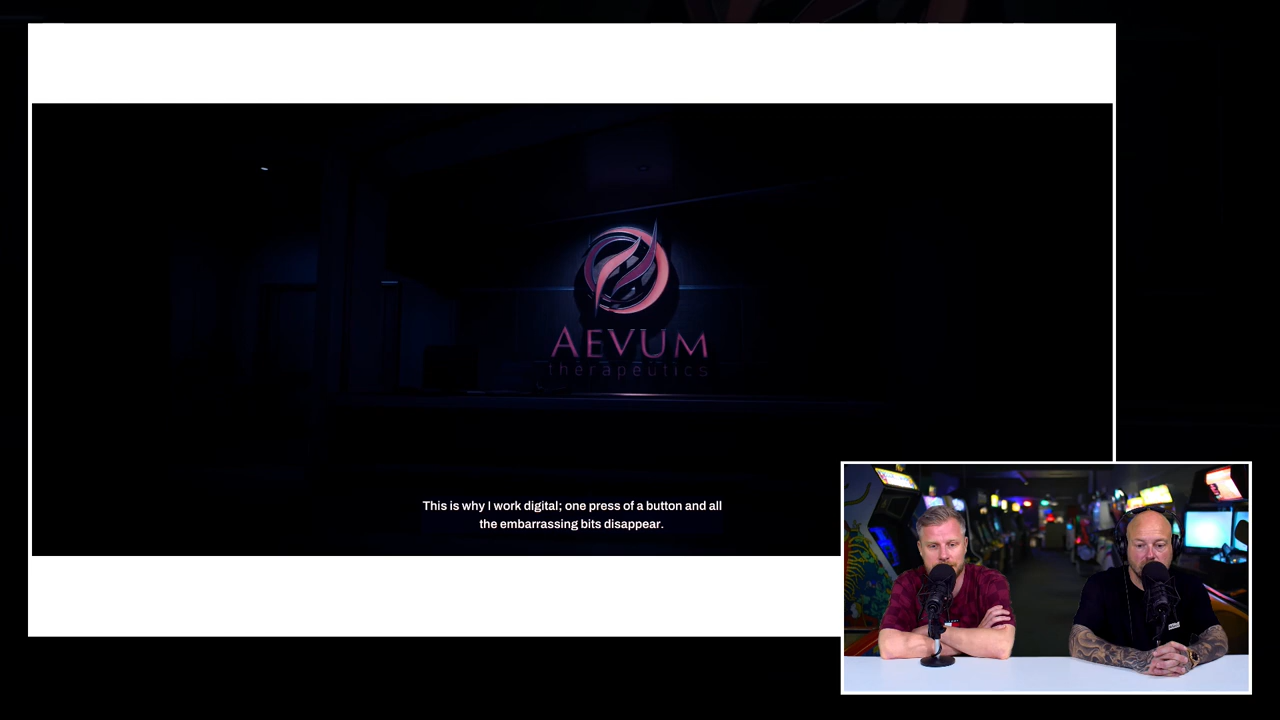 AEVUM
therapeutics
This is why I work digital; one press of a button and all
the embarrassing bits disappear.